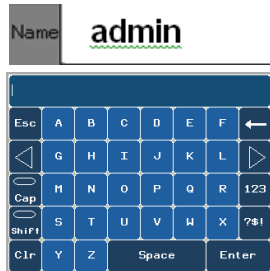 Name admin
Esc A B C D E F
G H I J K L
Cap M N O P Q R 123
Shift S T U V W X ?$!
Clr Y Z Space Enter